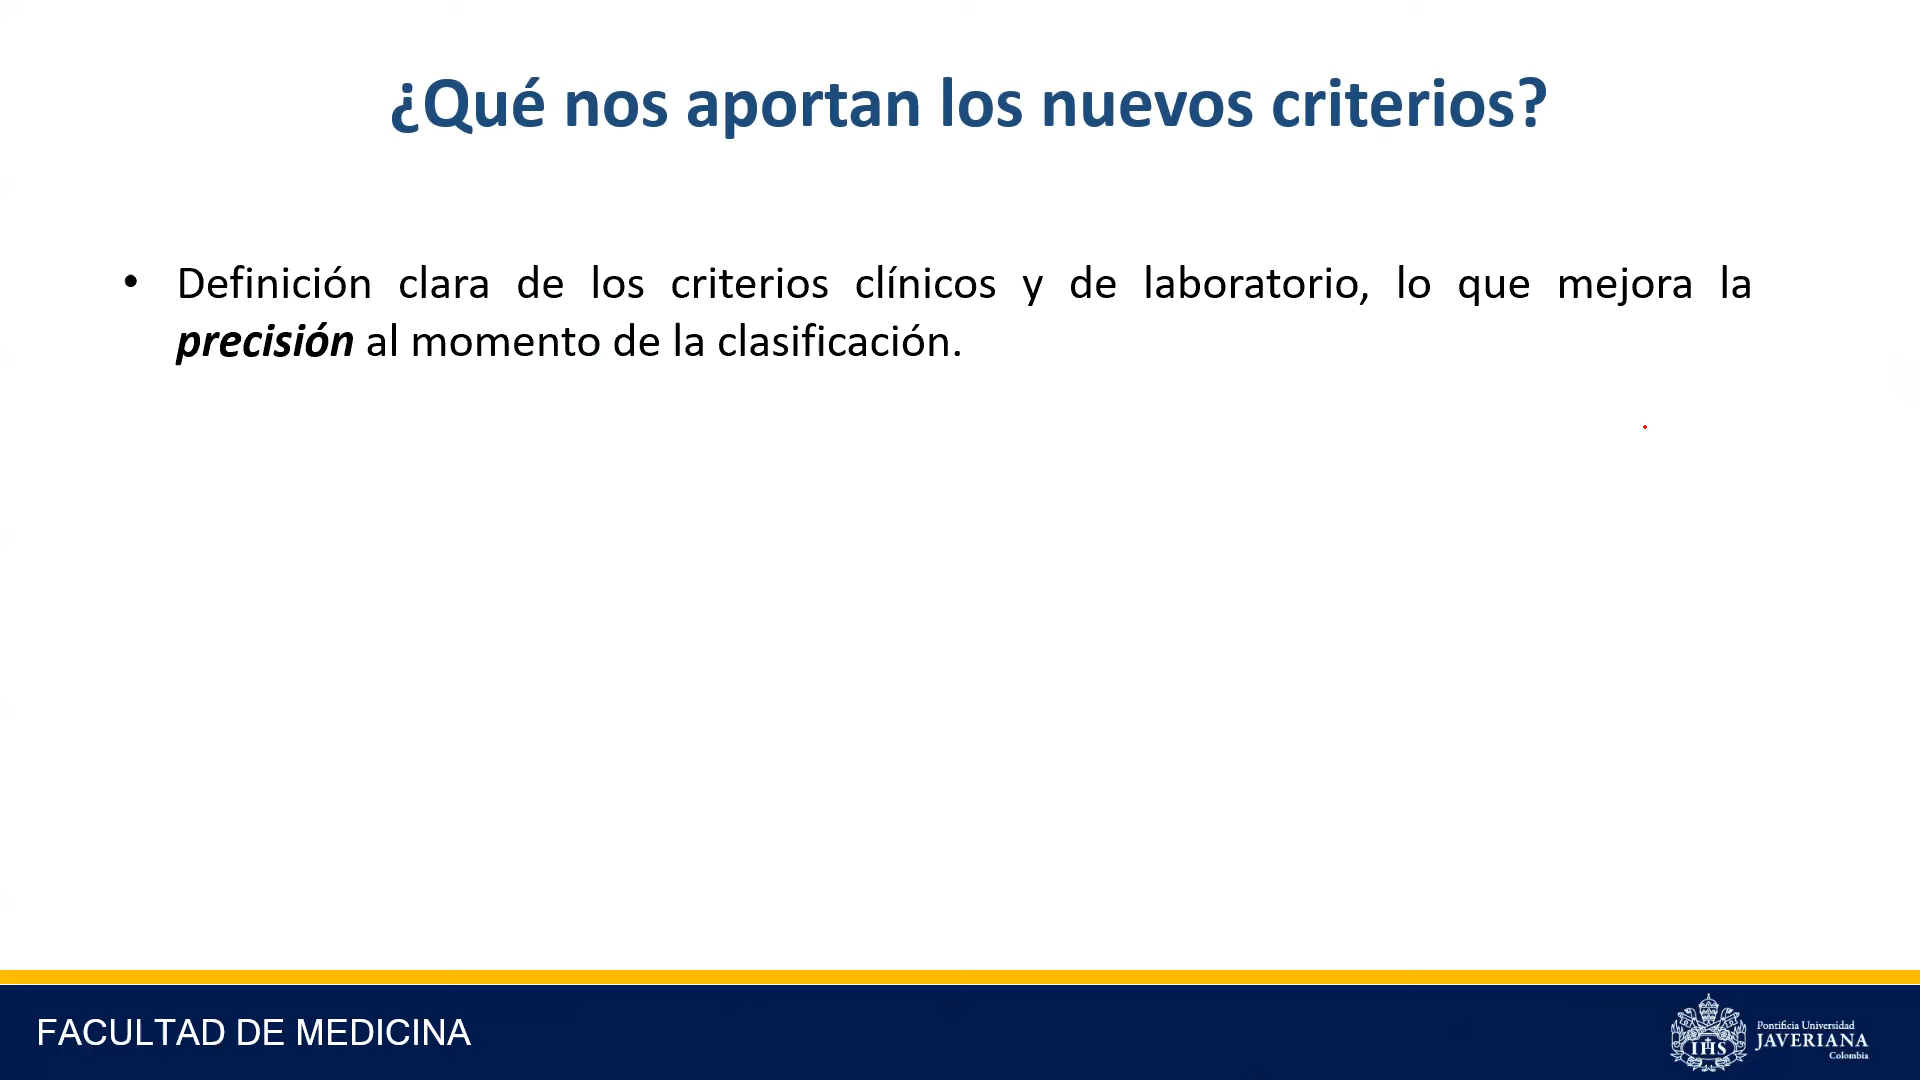 ¿Qué nos aportan los nuevos criterios?
• Definición clara de los criterios clínicos y de laboratorio, lo que mejora la
precisión al momento de la clasificación.
FACULTAD DE MEDICINA
IHS
Pontificia Universidad
JAVERIANA
Colombia